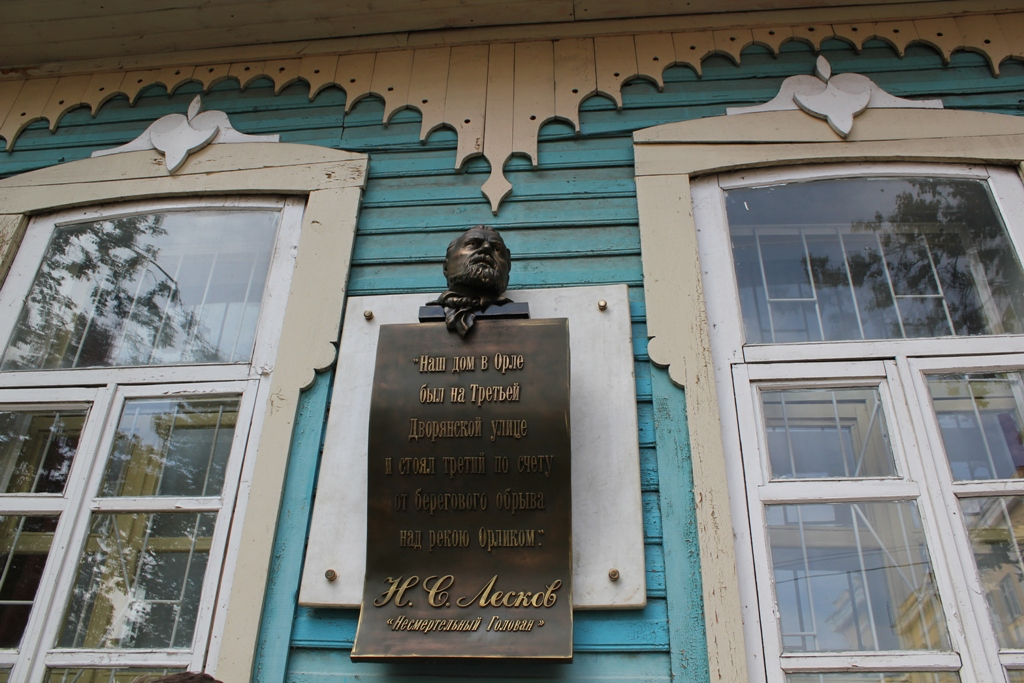 "Наш дом в Орле
был на Третьей
Дворянской улице
и стоял третий по счету
от берегового обрыва
над рекою Орликом".
Н. С. Лесков
«Несмертельный Голован»